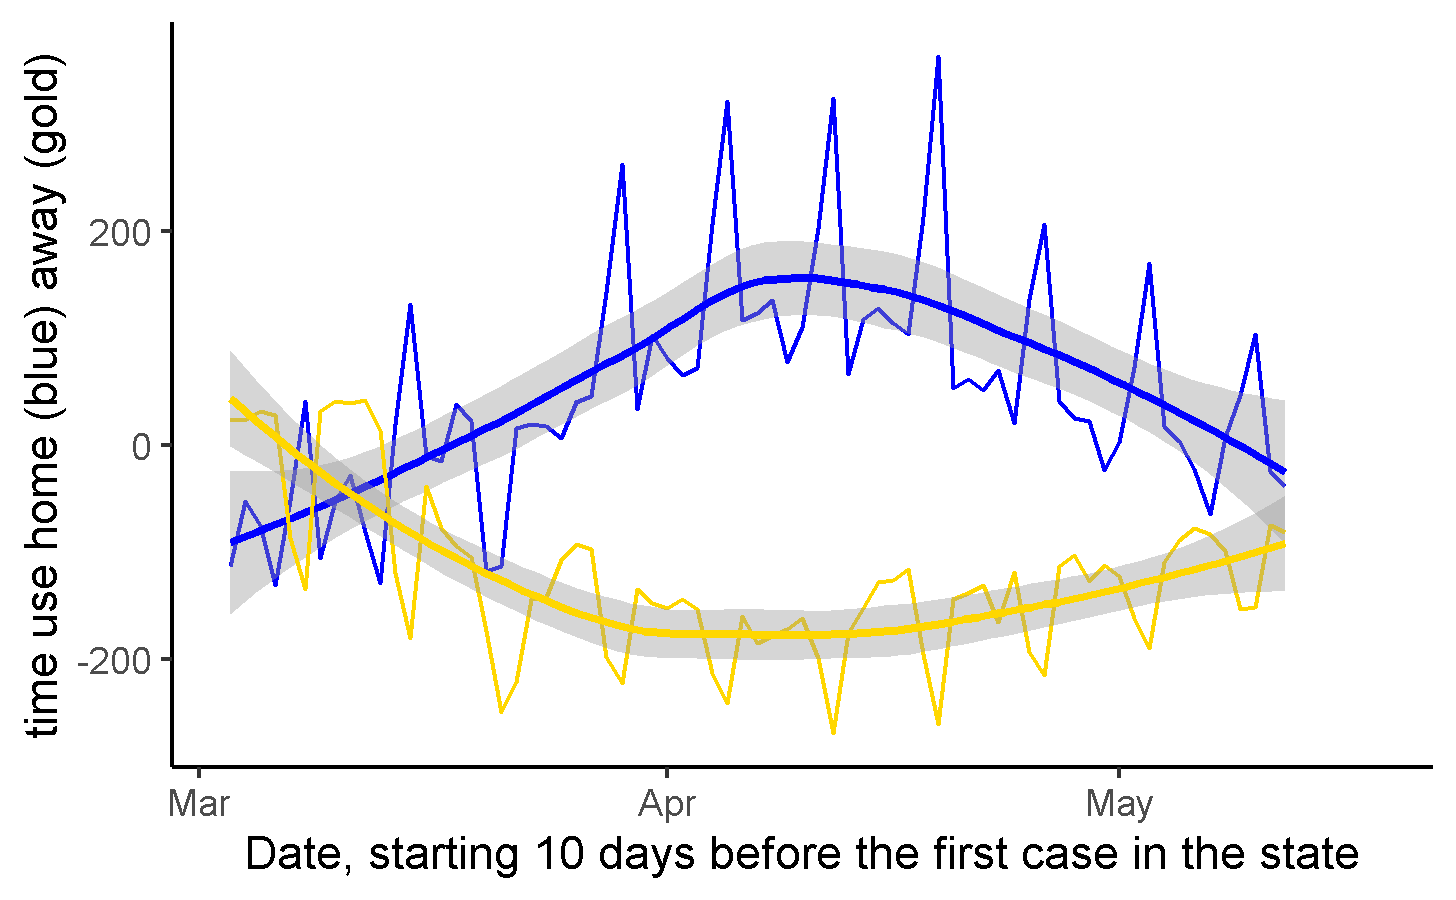 time use home (blue) away (gold)
200
0
-200
Mar Apr May
Date, starting 10 days before the first case in the state